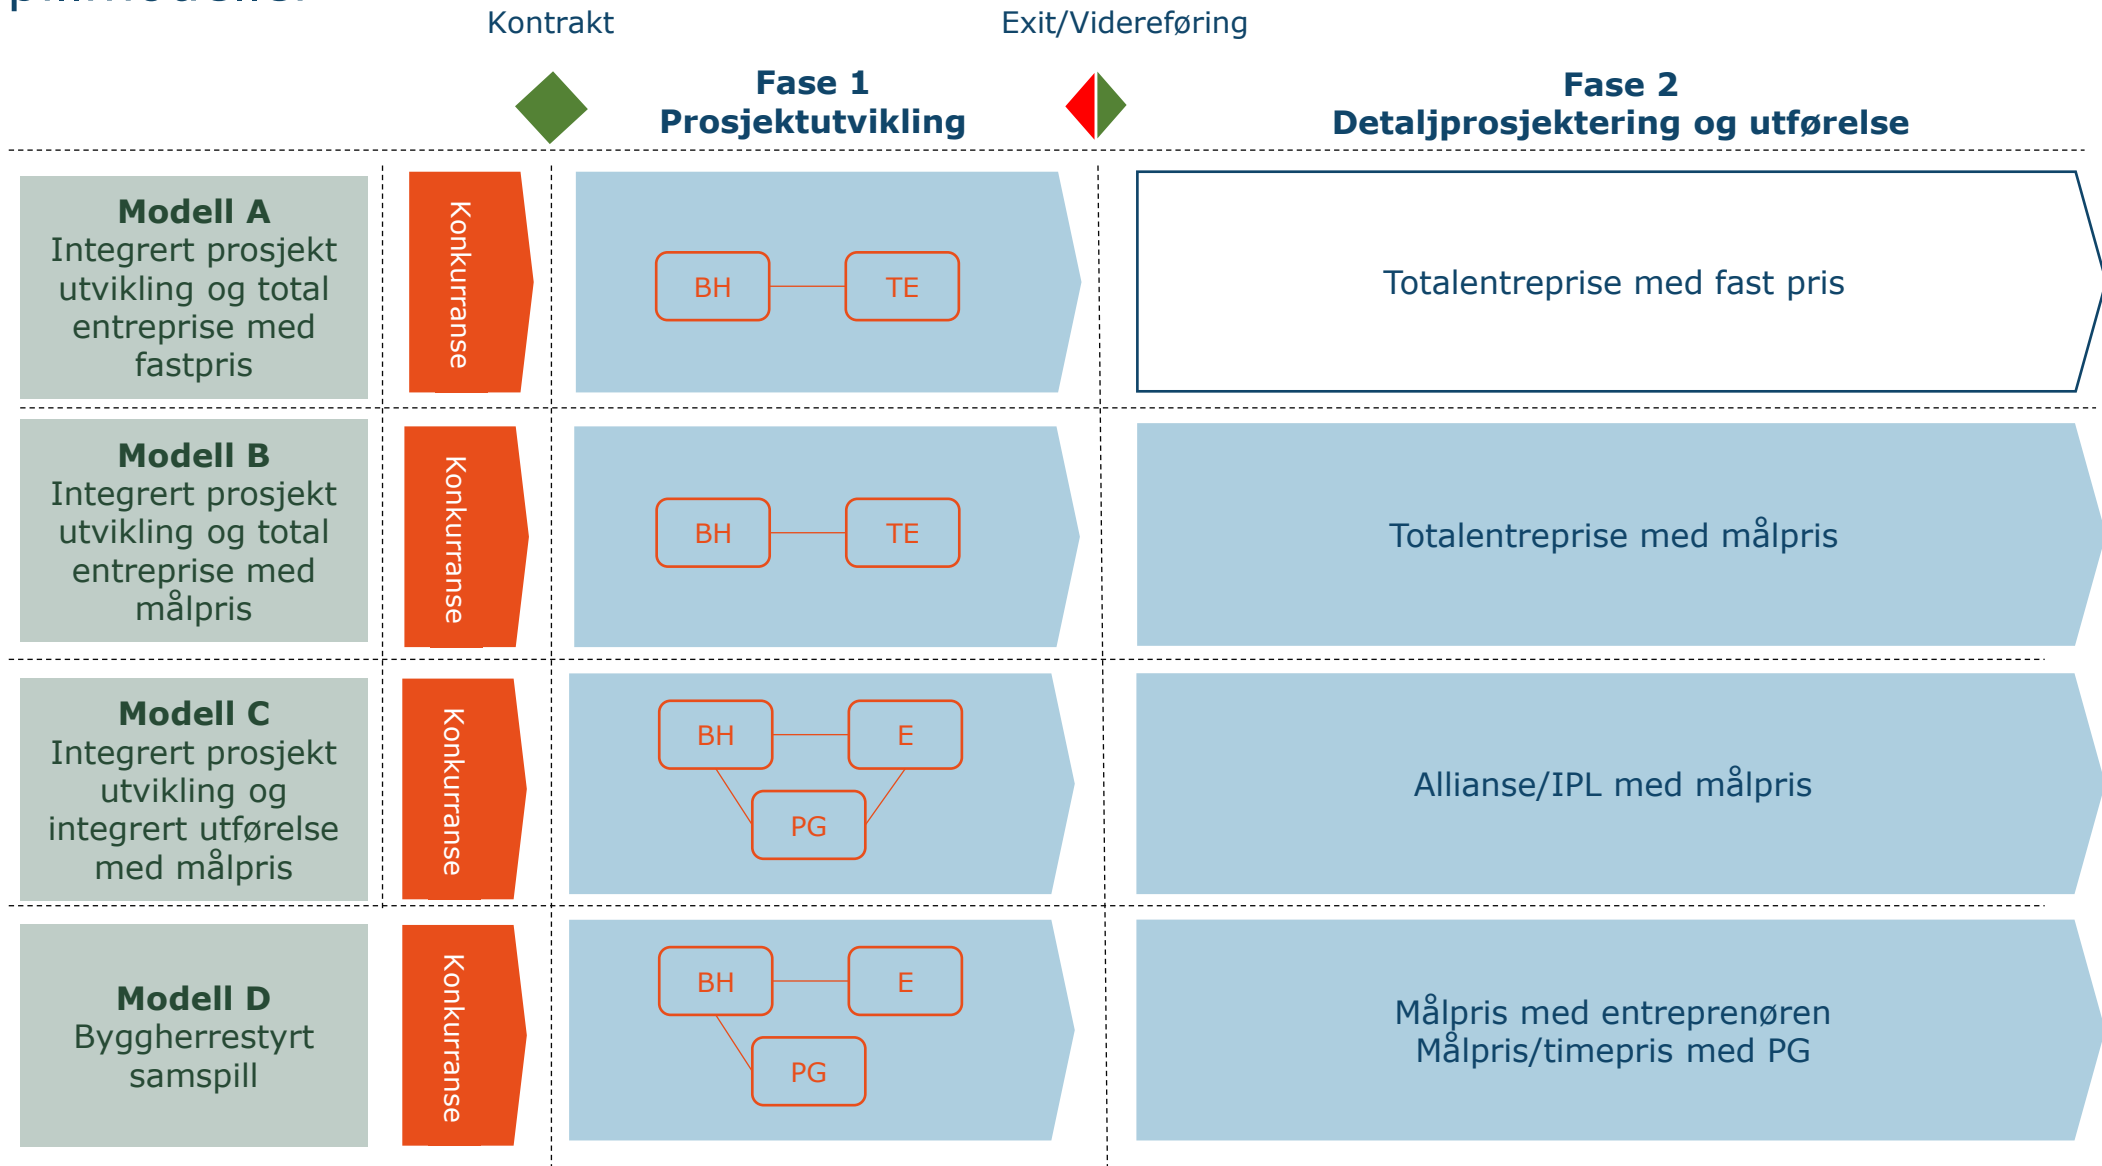 Kontrakt
Exit/Videreføring
Fase 1
Prosjektutvikling
Fase 2
Detaljprosjektering og utførelse
Modell A
Integrert prosjekt
utvikling og total
entreprise med
fastpris
Konkurranse
BH
TE
Totalentreprise med fast pris
Modell B
Integrert prosjekt
utvikling og total
entreprise med
målpris
Konkurranse
BH
TE
Totalentreprise med målpris
Modell C
Integrert prosjekt
utvikling og
integrert utførelse
med målpris
Konkurranse
BH
E
PG
Allianse/IPL med målpris
Modell D
Byggherrestyrt
samspill
Konkurranse
BH
E
PG
Målpris med entreprenøren
Målpris/timepris med PG